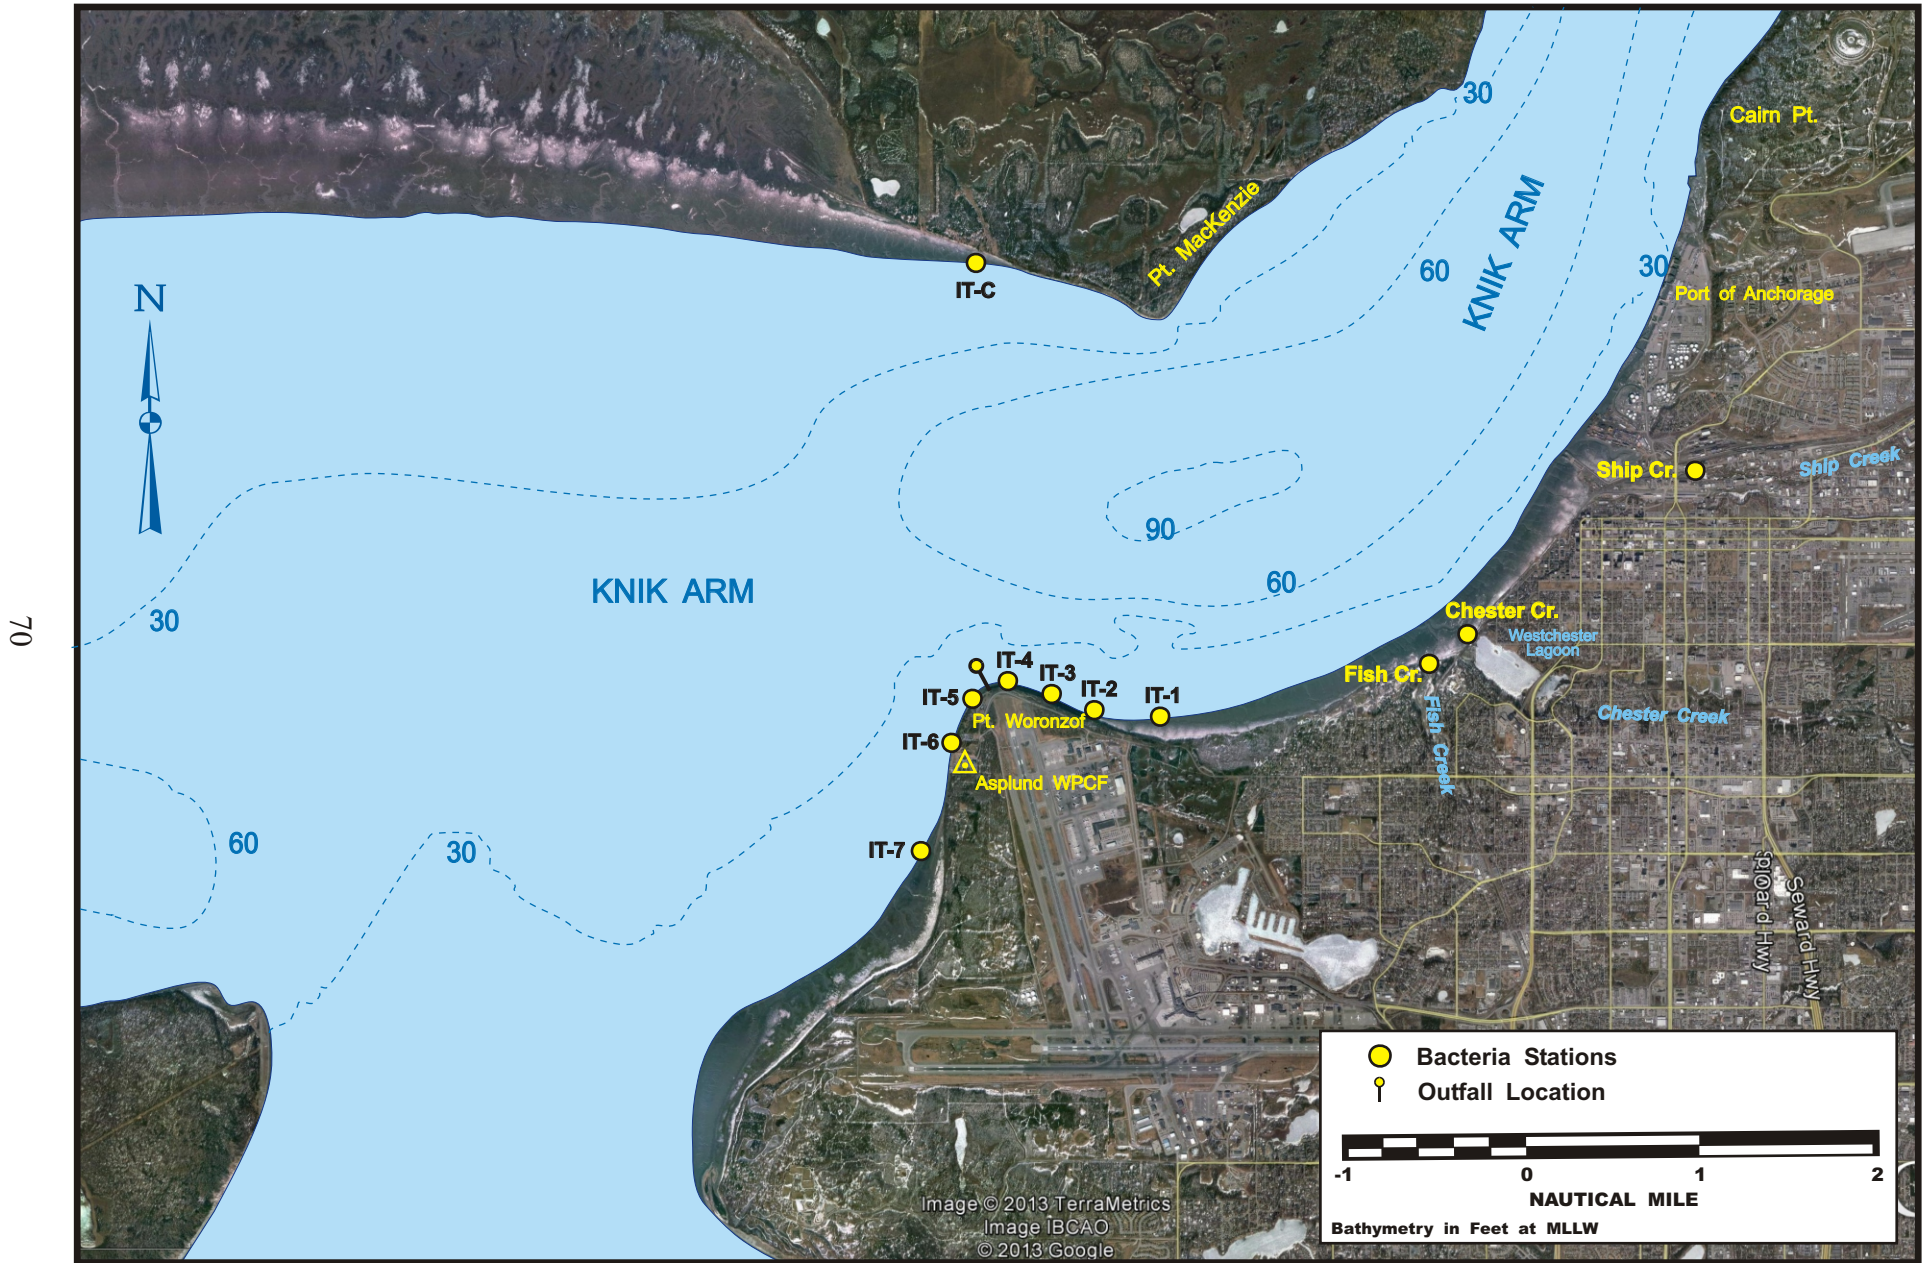 30
Cairn Pt.
KNIK ARM
Pt. MacKenzie
60
30
IT-C
N
Port of Anchorage
Ship Cr.
Ship Creek
90
KNIK ARM
60
30
Chester Cr.
Westchester
Lagoon
70
IT-4
IT-3
IT-2
IT-1
IT-5
Fish Cr.
Fish Creek
Chester Creek
Pt. Woronzof
IT-6
Asplund WPCF
60
30
IT-7
Seward Hwy
Image © 2013 TerraMetrics
Image IBCAO
© 2013 Google
Bacteria Stations
Outfall Location
-1 0 1 2
NAUTICAL MILE
Bathymetry in Feet at MLLW